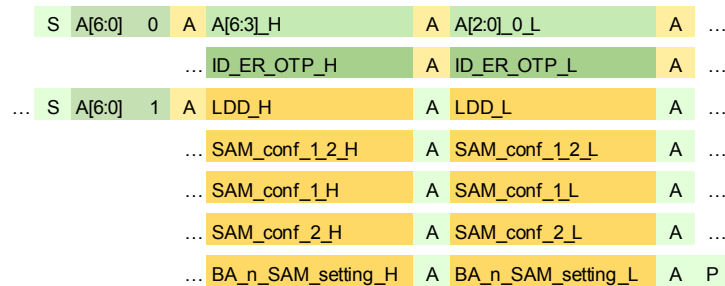 S A[6:0] 0 A A[6:3]_H A A[2:0]_0_L A …
… ID_ER_OTP_H A ID_ER_OTP_L A …
… S A[6:0] 1 A LDD_H A LDD_L A …
… SAM_conf_1_2_H A SAM_conf_1_2_L A …
… SAM_conf_1_H A SAM_conf_1_L A …
… SAM_conf_2_H A SAM_conf_2_L A …
… BA_n_SAM_setting_H A BA_n_SAM_setting_L A P